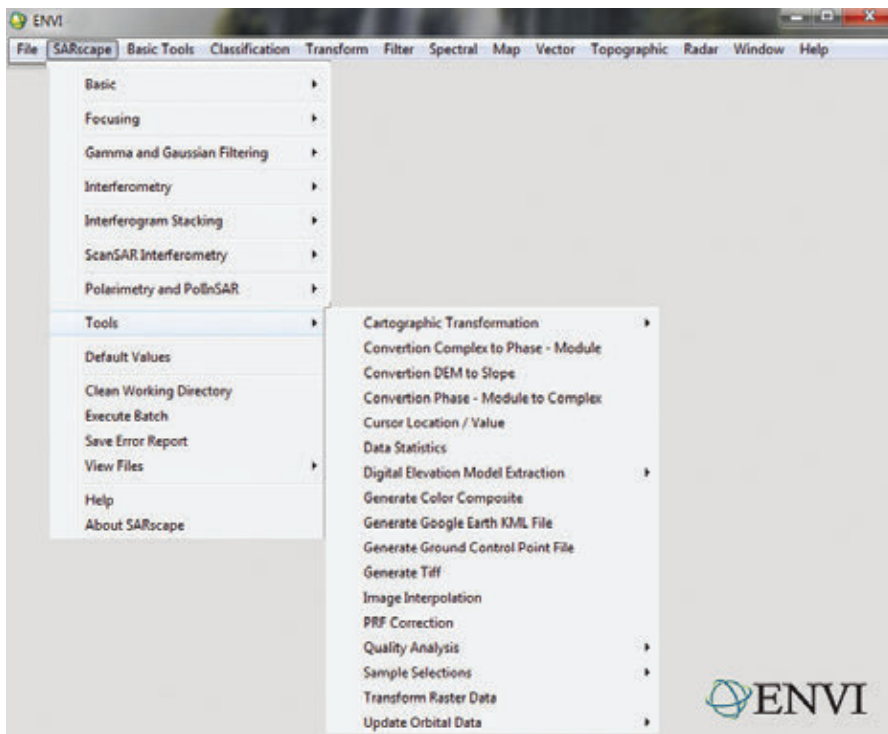 ENVI
File SARscape Basic Tools Classification Transform Filter Spectral Map Vector Topographic Radar Window Help
Basic
Focusing
Gamma and Gaussian Filtering
Interferometry
Interferogram Stacking
ScanSAR Interferometry
Polarimetry and PolInSAR
Tools
Default Values
Clean Working Directory
Execute Batch
Save Error Report
View Files
Help
About SARscape
Cartographic Transformation
Convertion Complex to Phase - Module
Convertion DEM to Slope
Convertion Phase - Module to Complex
Cursor Location / Value
Data Statistics
Digital Elevation Model Extraction
Generate Color Composite
Generate Google Earth KML File
Generate Ground Control Point File
Generate Tiff
Image Interpolation
PRF Correction
Quality Analysis
Sample Selections
Transform Raster Data
Update Orbital Data
ENVI